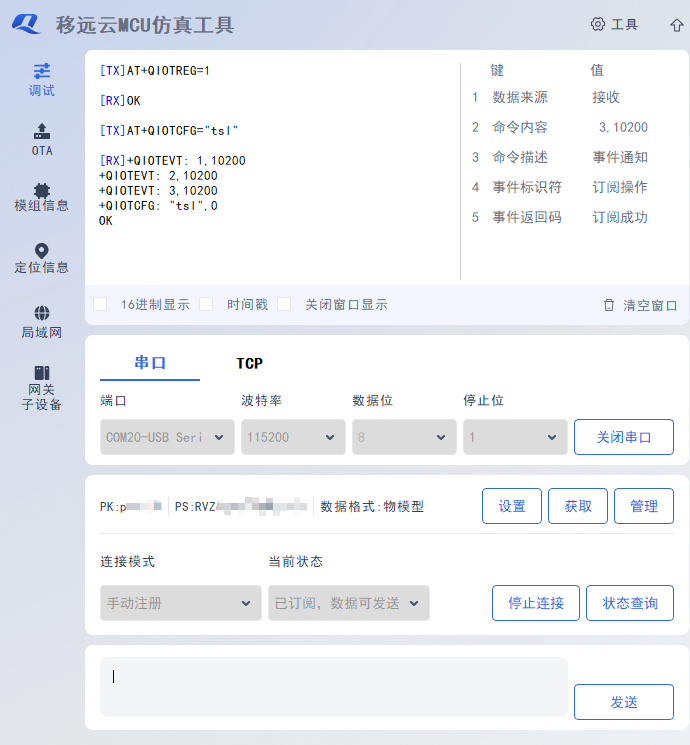 移远云MCU仿真工具
工具
调试
OTA
模组信息
定位信息
局域网
网关
子设备
[TX]AT+QIOTREG=1
[RX]OK
[TX]AT+QIOTCFG="tsl"
[RX]+QIOTEVT: 1,10200
+QIOTEVT: 2,10200
+QIOTEVT: 3,10200
+QIOTCFG: "tsl",0
OK
键 值
1 数据来源 接收
2 命令内容 3,10200
3 命令描述 事件通知
4 事件标识符 订阅操作
5 事件返回码 订阅成功
16进制显示 时间戳 关闭窗口显示 清空窗口
串口 TCP
端口 波特率 数据位 停止位
COM20-USB Seri 115200 8 1 关闭串口
PK:p PS:RVZ 数据格式:物模型 设置 获取 管理
连接模式 当前状态
手动注册 已订阅，数据可发送 停止连接 状态查询
发送